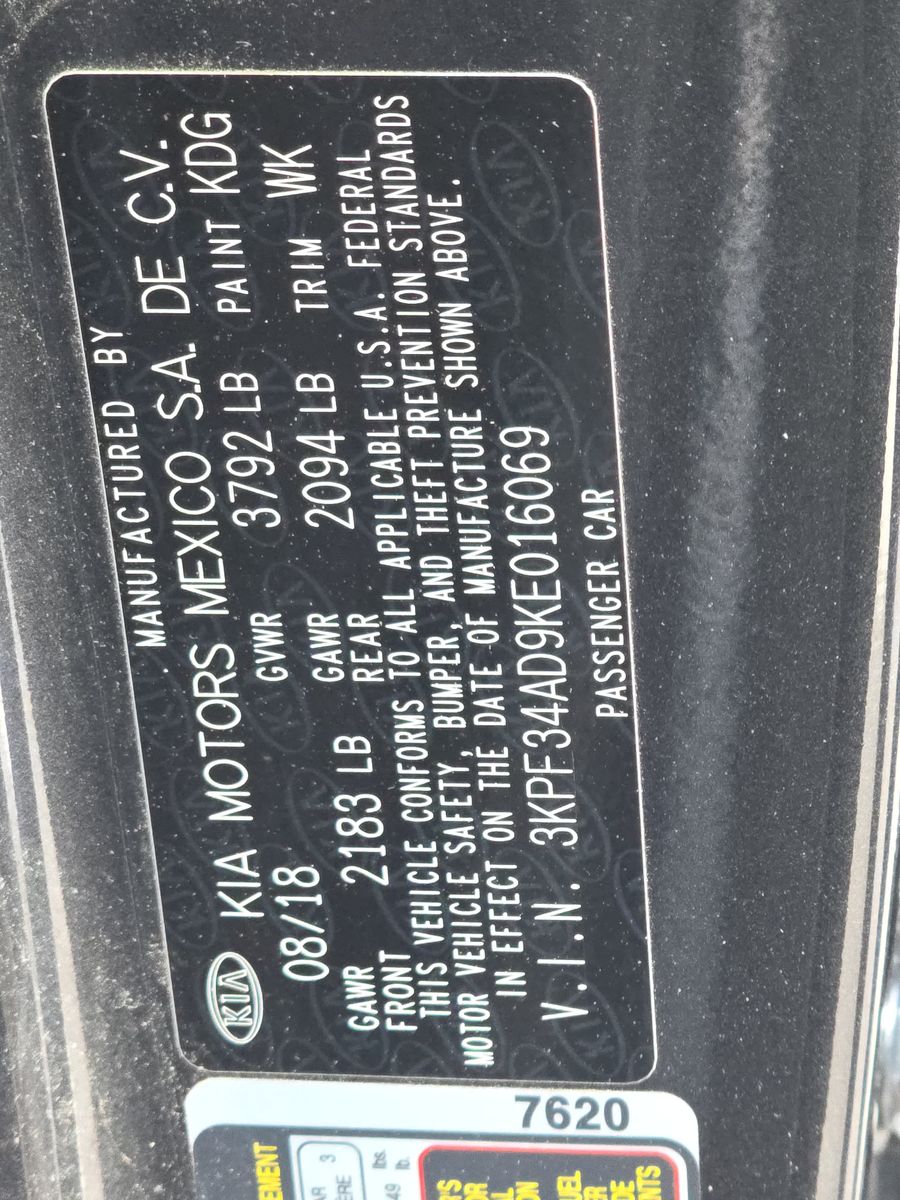 MANUFACTURED BY
KIA KIA MOTORS MEXICO S.A. DE C.V.
08/18 GVWR 3792 LB PAINT KDG
GAWR FRONT 2183 LB GAWR REAR 2094 LB TRIM WK
THIS VEHICLE CONFORMS TO ALL APPLICABLE U.S.A. FEDERAL
MOTOR VEHICLE SAFETY, BUMPER, AND THEFT PREVENTION STANDARDS
IN EFFECT ON THE DATE OF MANUFACTURE SHOWN ABOVE.
V.I.N. 3KPF34AD9KE016069
PASSENGER CAR
7620